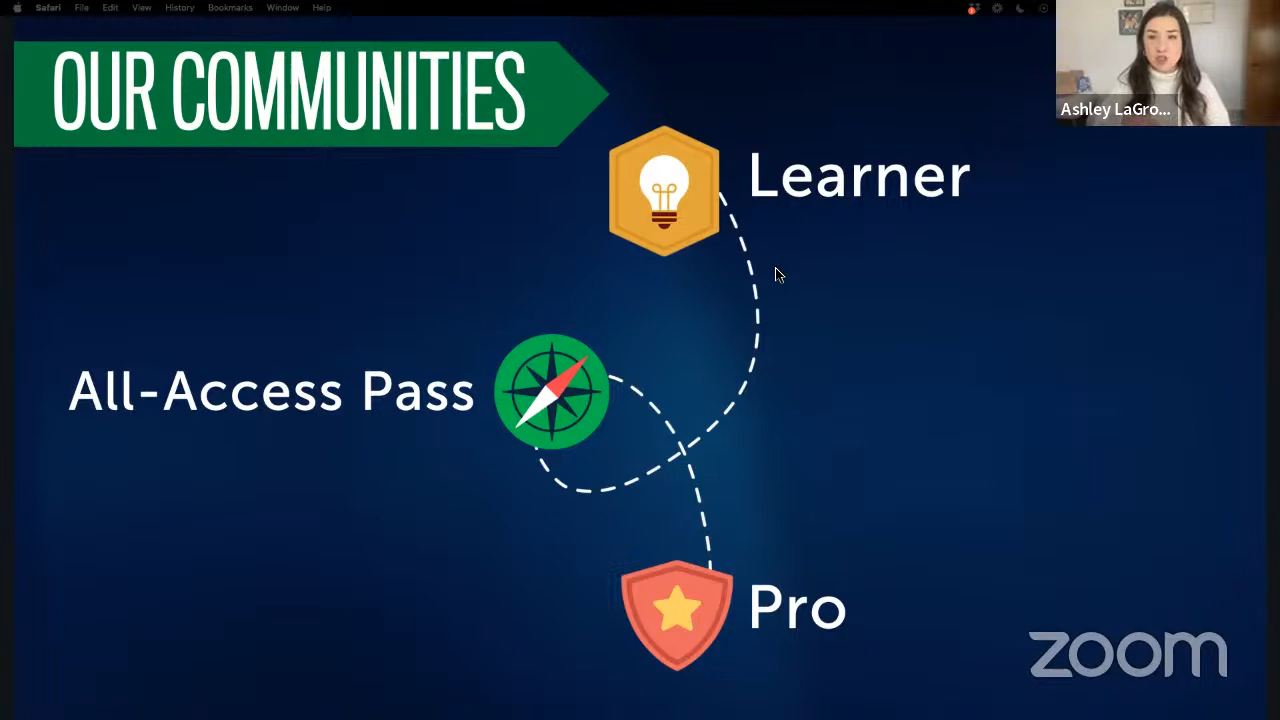 Safari File Edit View History Bookmarks Window Help
OUR COMMUNITIES
Ashley LaGro...
Learner
All-Access Pass
Pro
zoom